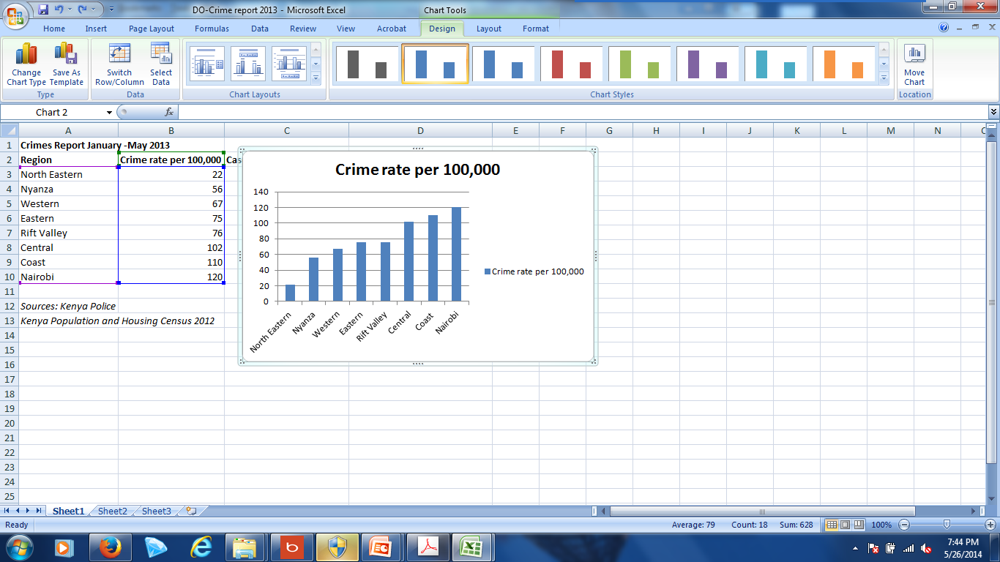 DO-Crime report 2013 - Microsoft Excel
Chart Tools
Home Insert Page Layout Formulas Data Review View Acrobat Design Layout Format
Change Chart Type
Save As Template
Type
Switch Row/Column
Select Data
Data
Chart Layouts
Chart Styles
Move Chart
Location
Chart 2
fx
A B C D E F G H I J K L M N
1 Crimes Report January -May 2013
2 Region Crime rate per 100,000 Cas
3 North Eastern 22
4 Nyanza 56
5 Western 67
6 Eastern 75
7 Rift Valley 76
8 Central 102
9 Coast 110
10 Nairobi 120
11
12 Sources: Kenya Police
13 Kenya Population and Housing Census 2012
14
15
16
17
18
19
20
21
22
23
24
25
Crime rate per 100,000
140
120
100
80
60
40
20
0
North Eastern
Nyanza
Western
Eastern
Rift Valley
Central
Coast
Nairobi
Crime rate per 100,000
Sheet1 Sheet2 Sheet3
Ready Average: 79 Count: 18 Sum: 628 100%
7:44 PM
5/26/2014